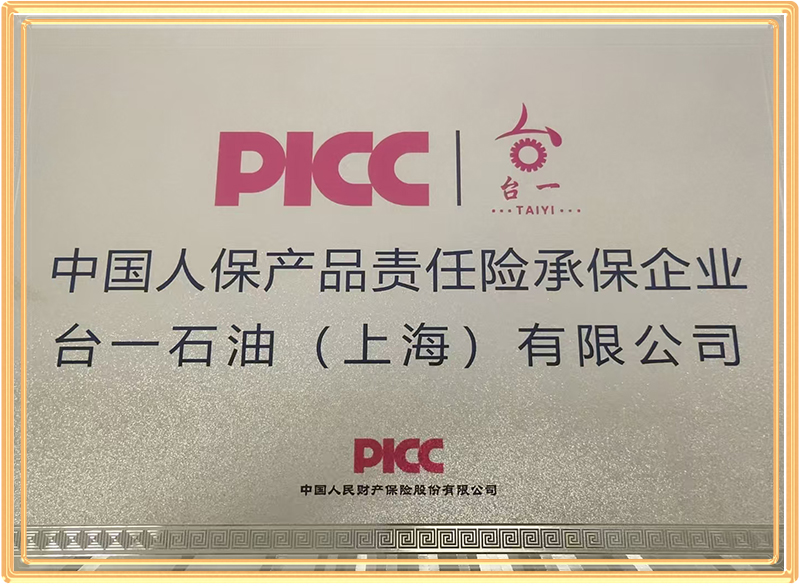 PICC
台一
···TAIYI···
中国人保产品责任险承保企业
台一石油（上海）有限公司
PICC
中国人民财产保险股份有限公司